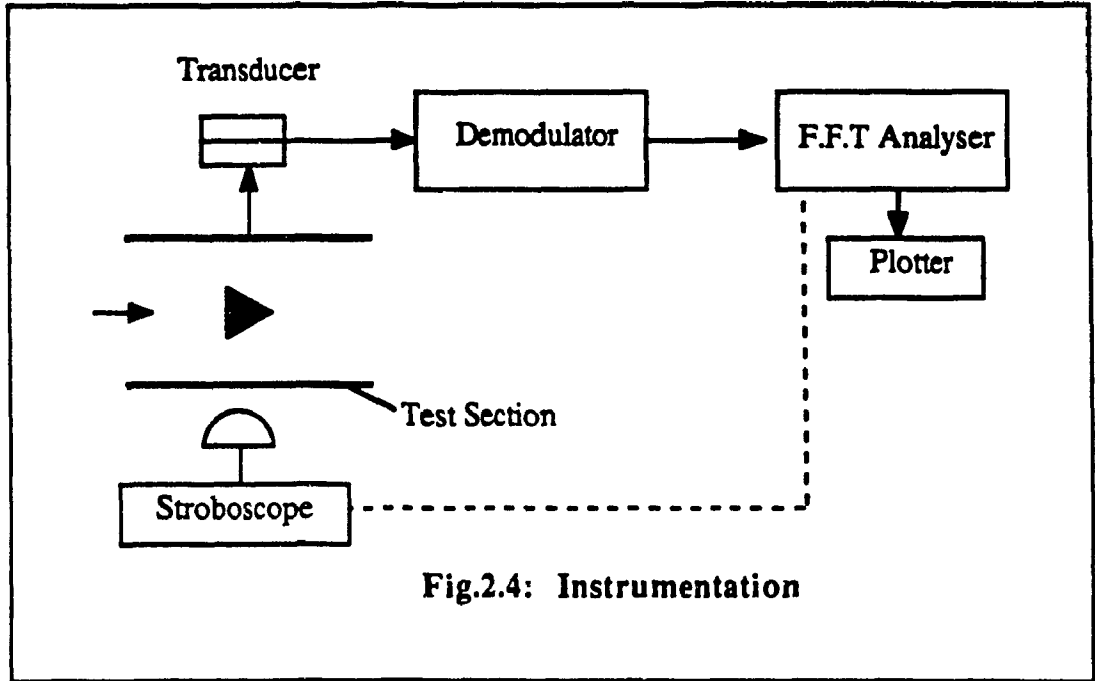 Transducer
Demodulator
F.F.T Analyser
Plotter
Test Section
Stroboscope
Fig.2.4: Instrumentation